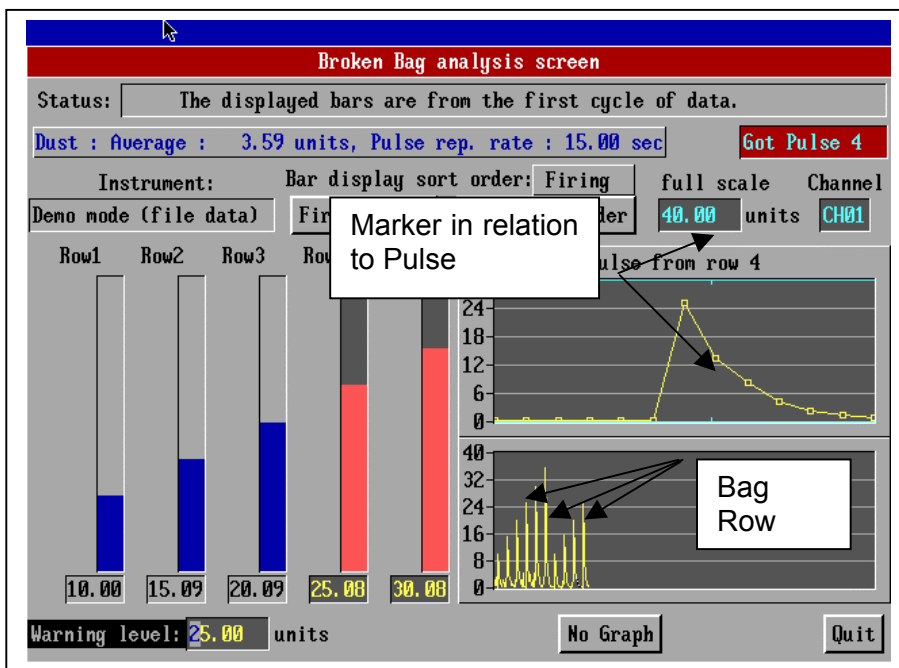 Broken Bag analysis screen
Status: The displayed bars are from the first cycle of data.
Dust : Average : 3.59 units, Pulse rep. rate : 15.00 sec
Got Pulse 4
Instrument: Bar display sort order: Firing full scale Channel
Demo mode (file data) Fir der 40.00 units CH01
Marker in relation
to Pulse
Row1 Row2 Row3 Row ulse from row 4
24
18
12
6
0
40
32
24
16
8
0
Bag
Row
10.00 15.09 20.09 25.08 30.08
Warning level: 25.00 units No Graph Quit